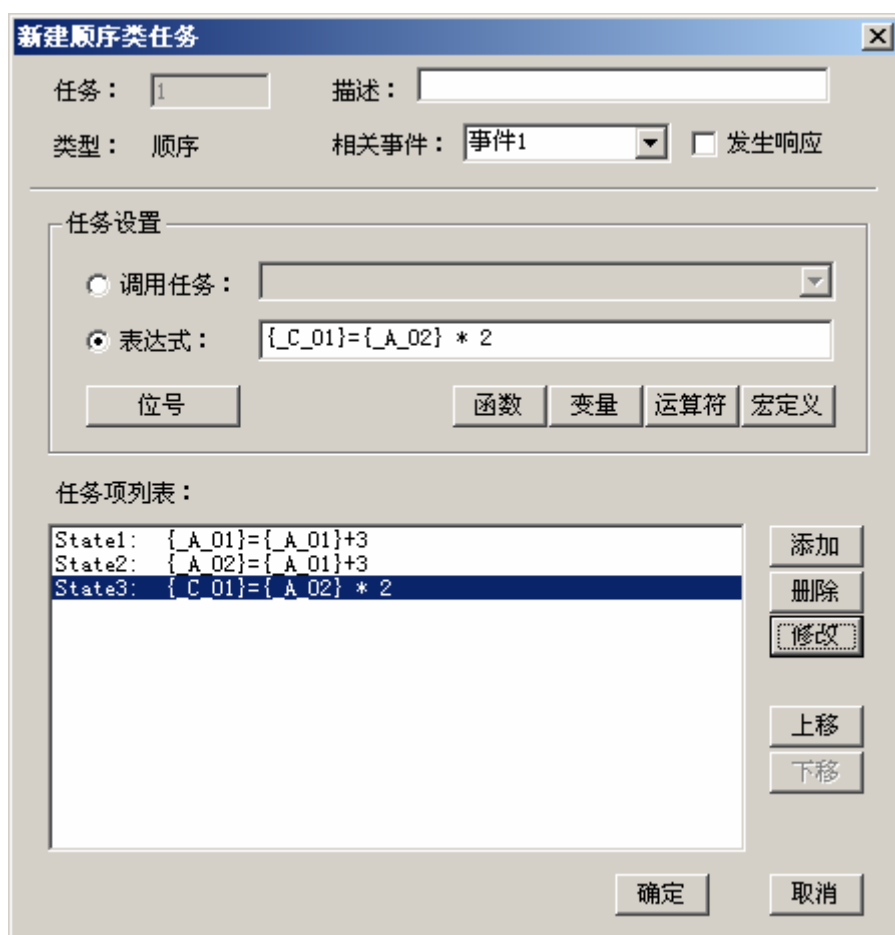 新建顺序类任务
任务： 1 描述：
类型： 顺序 相关事件： 事件1 发生响应
任务设置
调用任务：
表达式： {_C_01}={_A_02} * 2
位号 函数 变量 运算符 宏定义
任务项列表：
State1: {_A_01}={_A_01}+3
State2: {_A_02}={_A_01}+3
State3: {_C_01}={_A_02} * 2
添加
删除
修改
上移
下移
确定 取消